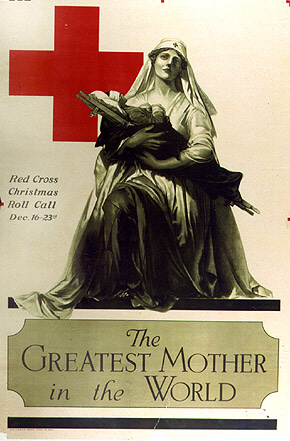 Red Cross
Christmas
Roll Call
Dec. 16-23rd
The
GREATEST MOTHER
in the WORLD